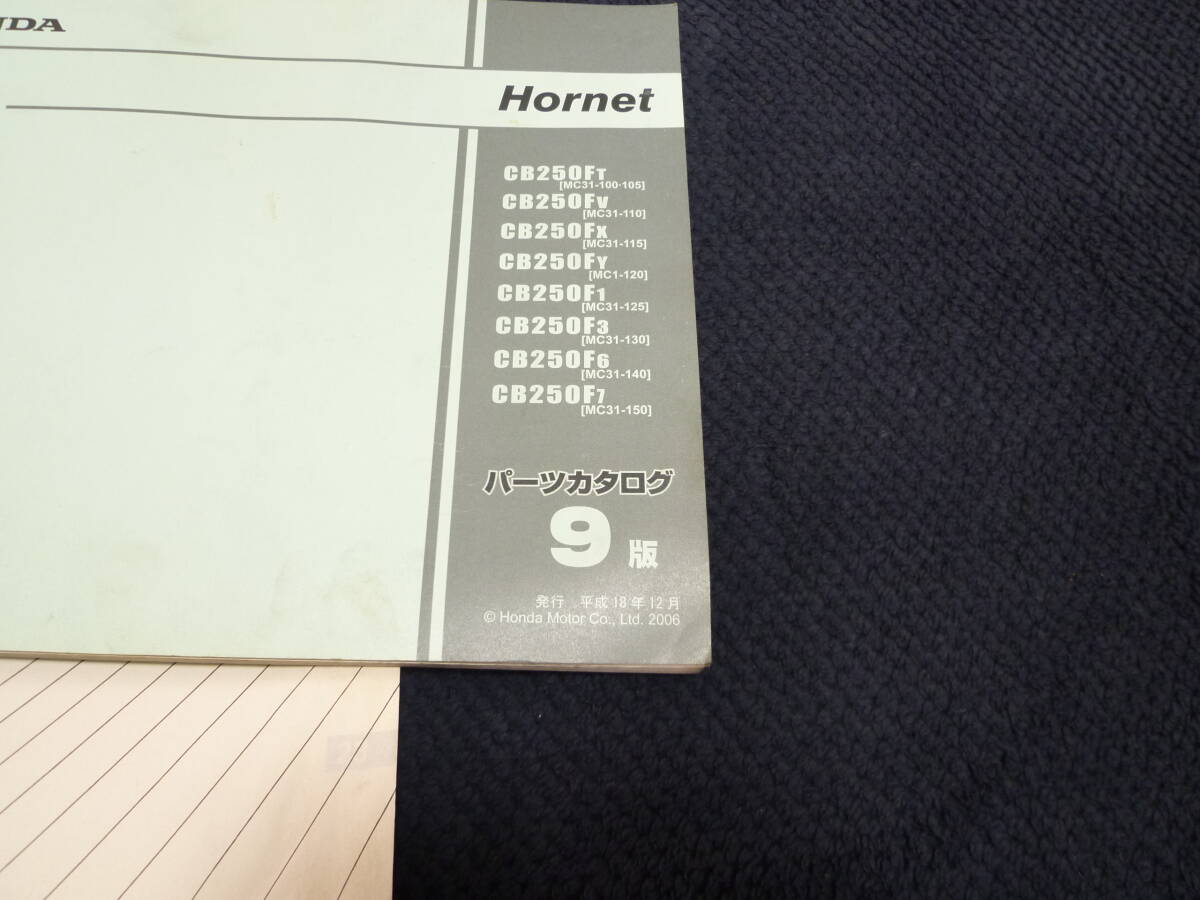 NDA
Hornet
CB250FT
[MC31-100·105]
CB250FV
[MC31-110]
CB250FX
[MC31-115]
CB250FY
[MC1-120]
CB250F1
[MC31-125]
CB250F3
[MC31-130]
CB250F6
[MC31-140]
CB250F7
[MC31-150]
パーツカタログ
9版
発行 平成18年12月
© Honda Motor Co., Ltd. 2006